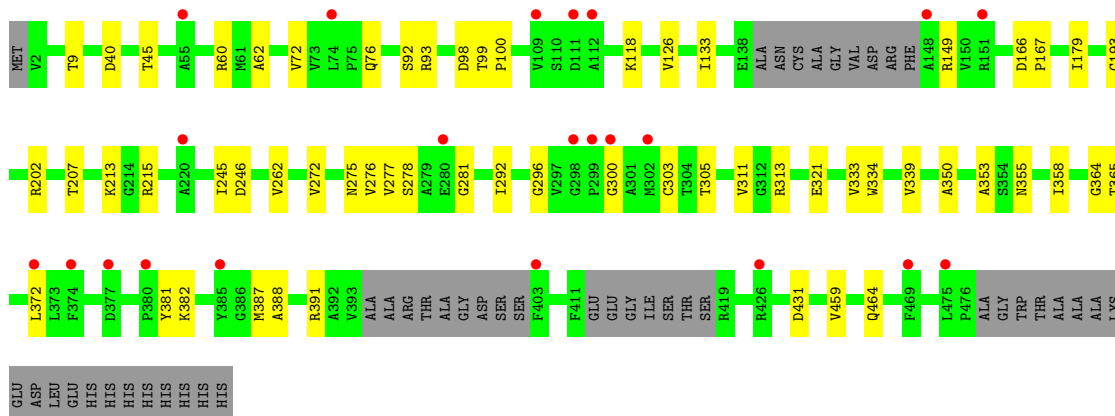 MET V2 T9 D40 T45 A55 R60 M61 A62 V72 V73 L74 P75 Q76 S92 R93 D98 T99 P100 V109 S110 D111 A112 K118 V126 I133 E138 ALA ASN CYS ALA GLY VAL ASP ARG PHE A148 R149 V150 R151 D166 P167 I179
R202 T207 K213 G214 R215 A220 I245 D246 V262 V272 N275 V276 V277 S278 A279 E280 G281 I292 G296 V297 G298 P299 G300 A301 M302 C303 T304 T305 V311 G312 R313 E321 V333 W334 V339 A350 A353 S354 N355 I358 G364 T365
L372 L373 F374 D377 P380 Y381 K382 Y385 G386 M387 A388 R391 A392 V393 ALA ALA ARG THR ALA GLY ASP SER SER F403 F411 GLU GLU GLY ILE SER THR SER R419 R426 D431 V459 Q464 F469 L475 P476 ALA GLY TRP THR ALA ALA ALA LYS
GLU ASP LEU GLU HIS HIS HIS HIS HIS HIS HIS HIS